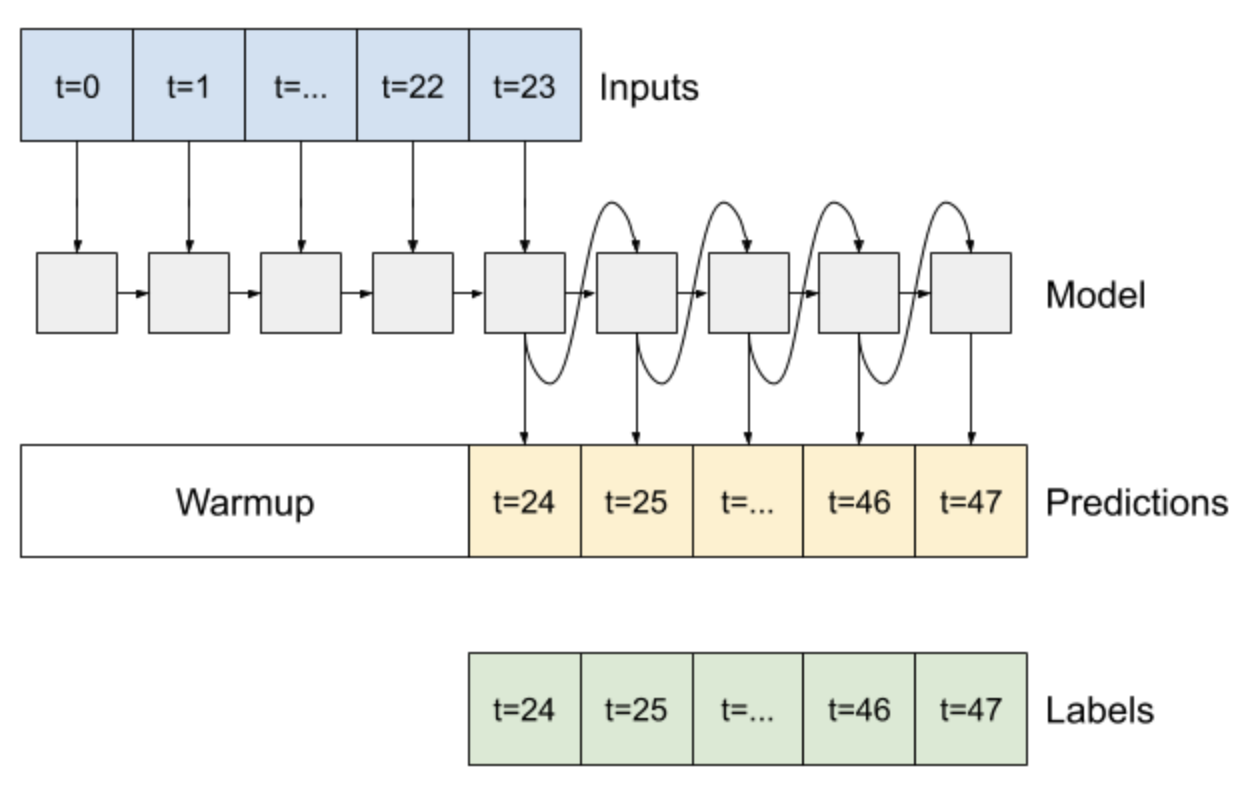 t=0 t=1 t=... t=22 t=23 Inputs
Model
Warmup t=24 t=25 t=... t=46 t=47 Predictions
t=24 t=25 t=... t=46 t=47 Labels